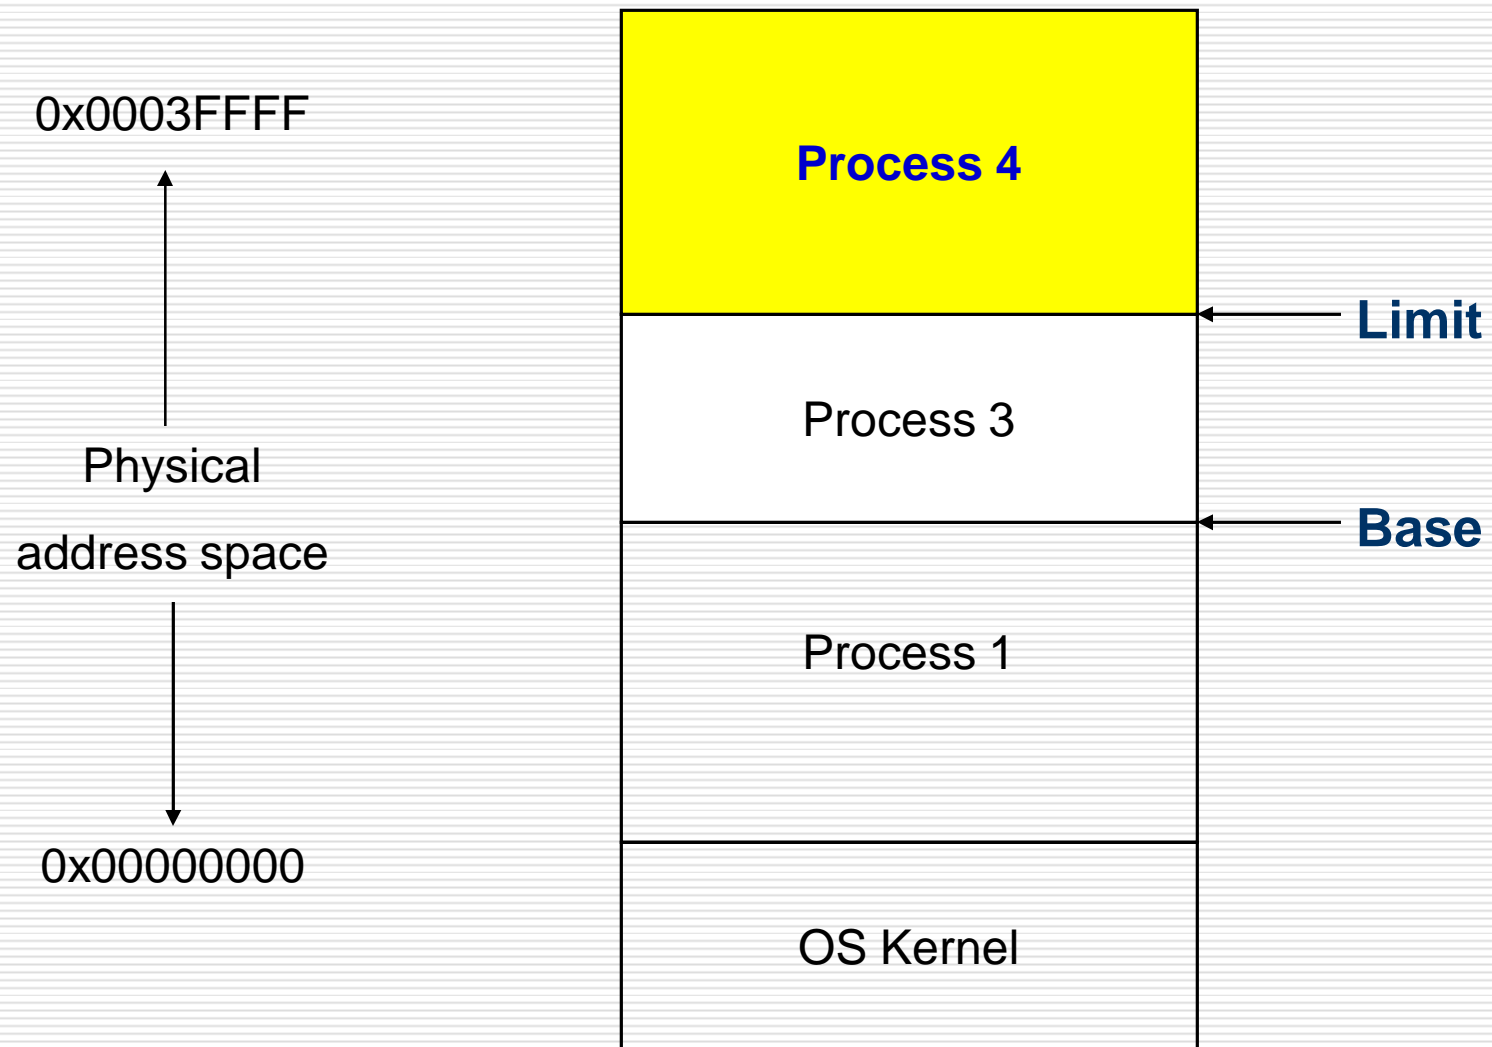 0x0003FFFF
Process 4
Limit
Process 3
Physical
address space
Base
Process 1
0x00000000
OS Kernel